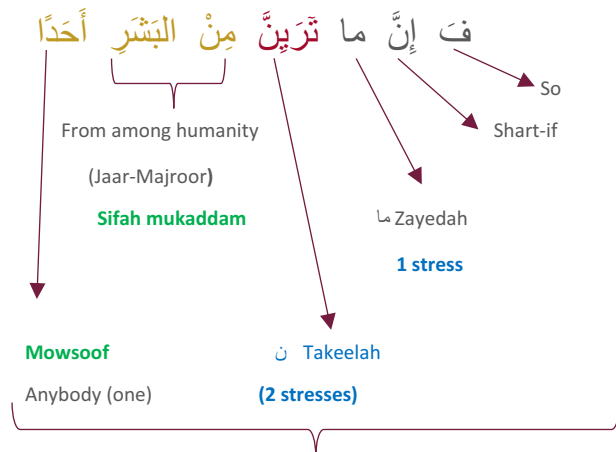 فَ إِنَّ ما تَرَيِنَّ مِنْ البَشَرِ أَحَدًا
So
From among humanity
Shart-if
(Jaar-Majroor)
Sifah mukaddam
ما Zayedah
1 stress
Mowsoof
ن Takeelah
Anybody (one)
(2 stresses)